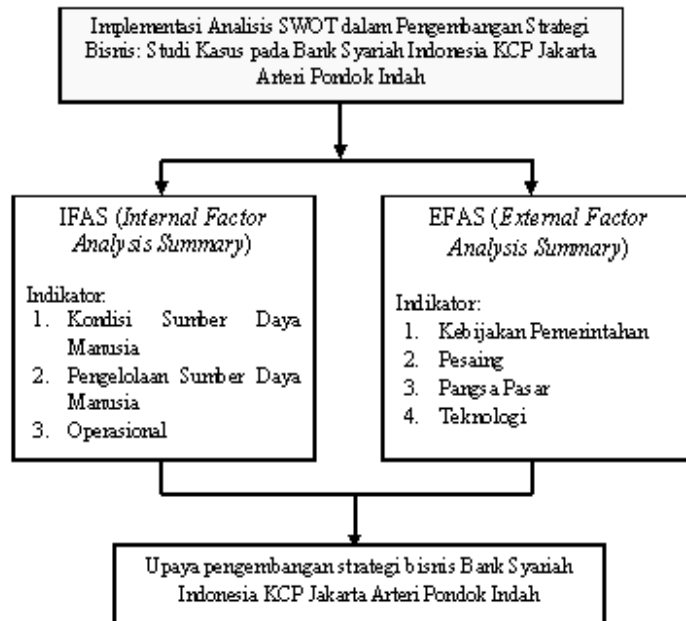 Implementasi Analisis SWOT dalam Pengembangan Strategi
Bisnis: Studi Kasus pada Bank Syariah Indonesia KCP Jakarta
Arteri Pondok Indah
IFAS (Internal Factor
Analysis Summary)
Indikator:
1. Kondisi Sumber Daya
Manusia
2. Pengelolaan Sumber Daya
Manusia
3. Operasional
EFAS (External Factor
Analysis Summary)
Indikator:
1. Kebijakan Pemerintahan
2. Pesaing
3. Pangsa Pasar
4. Teknologi
Upaya pengembangan strategi bisnis Bank Syariah
Indonesia KCP Jakarta Arteri Pondok Indah